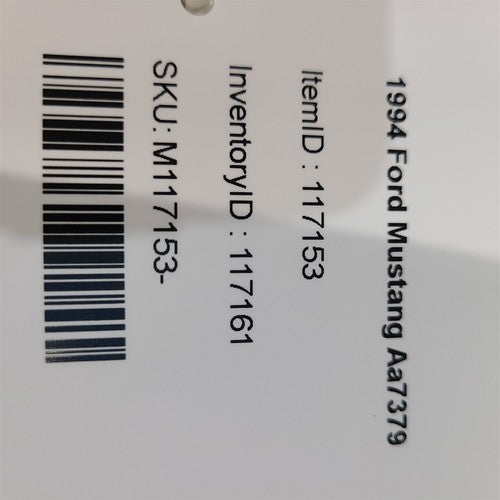 1994 Ford Mustang Aa7379
ItemID : 117153
InventoryID : 117161
SKU: M117153-